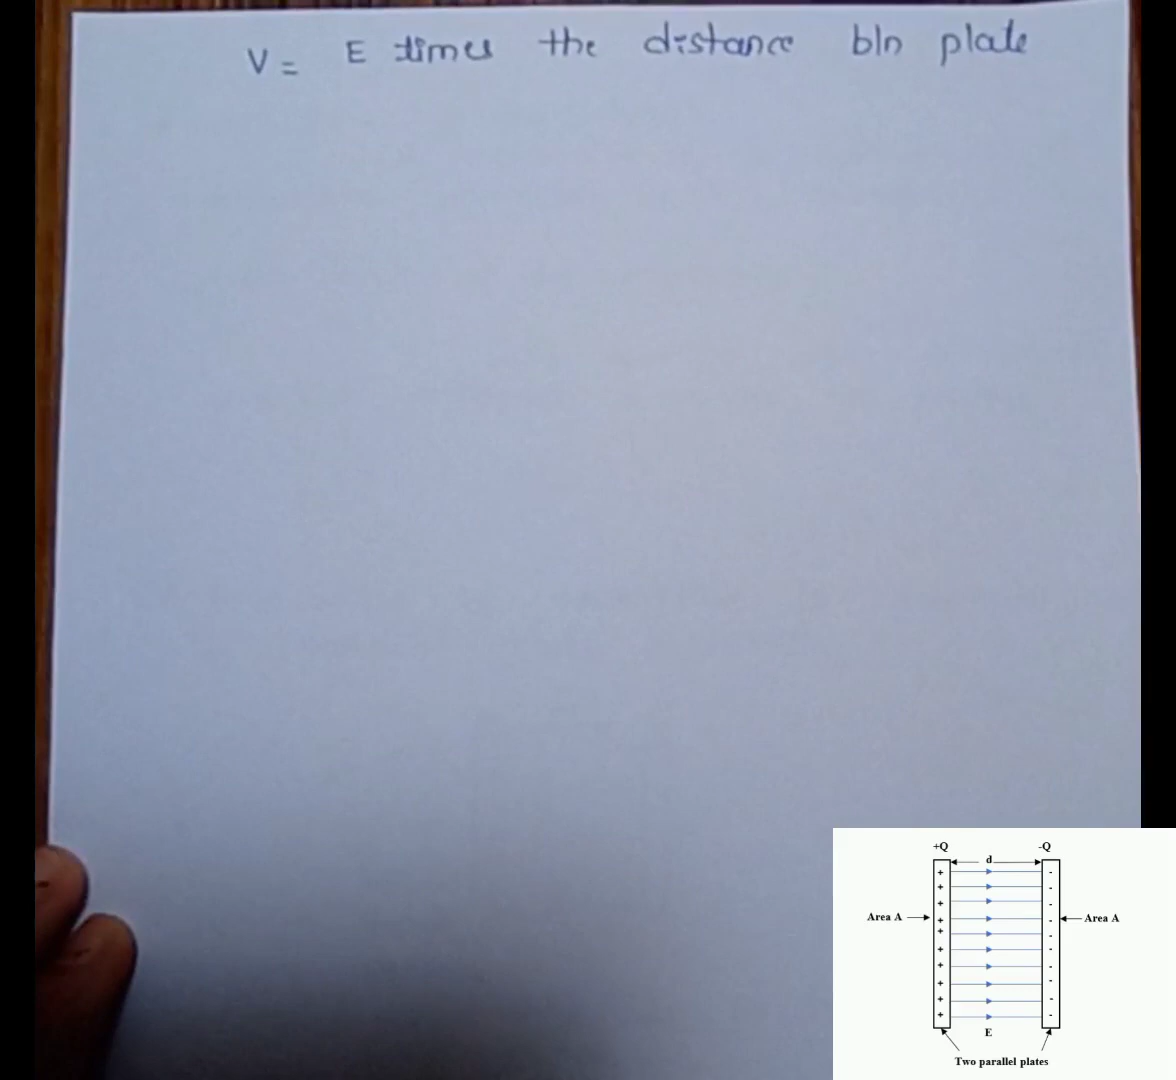 V = E times the distance b/n plate
+Q -Q
d
Area A Area A
E
Two parallel plates